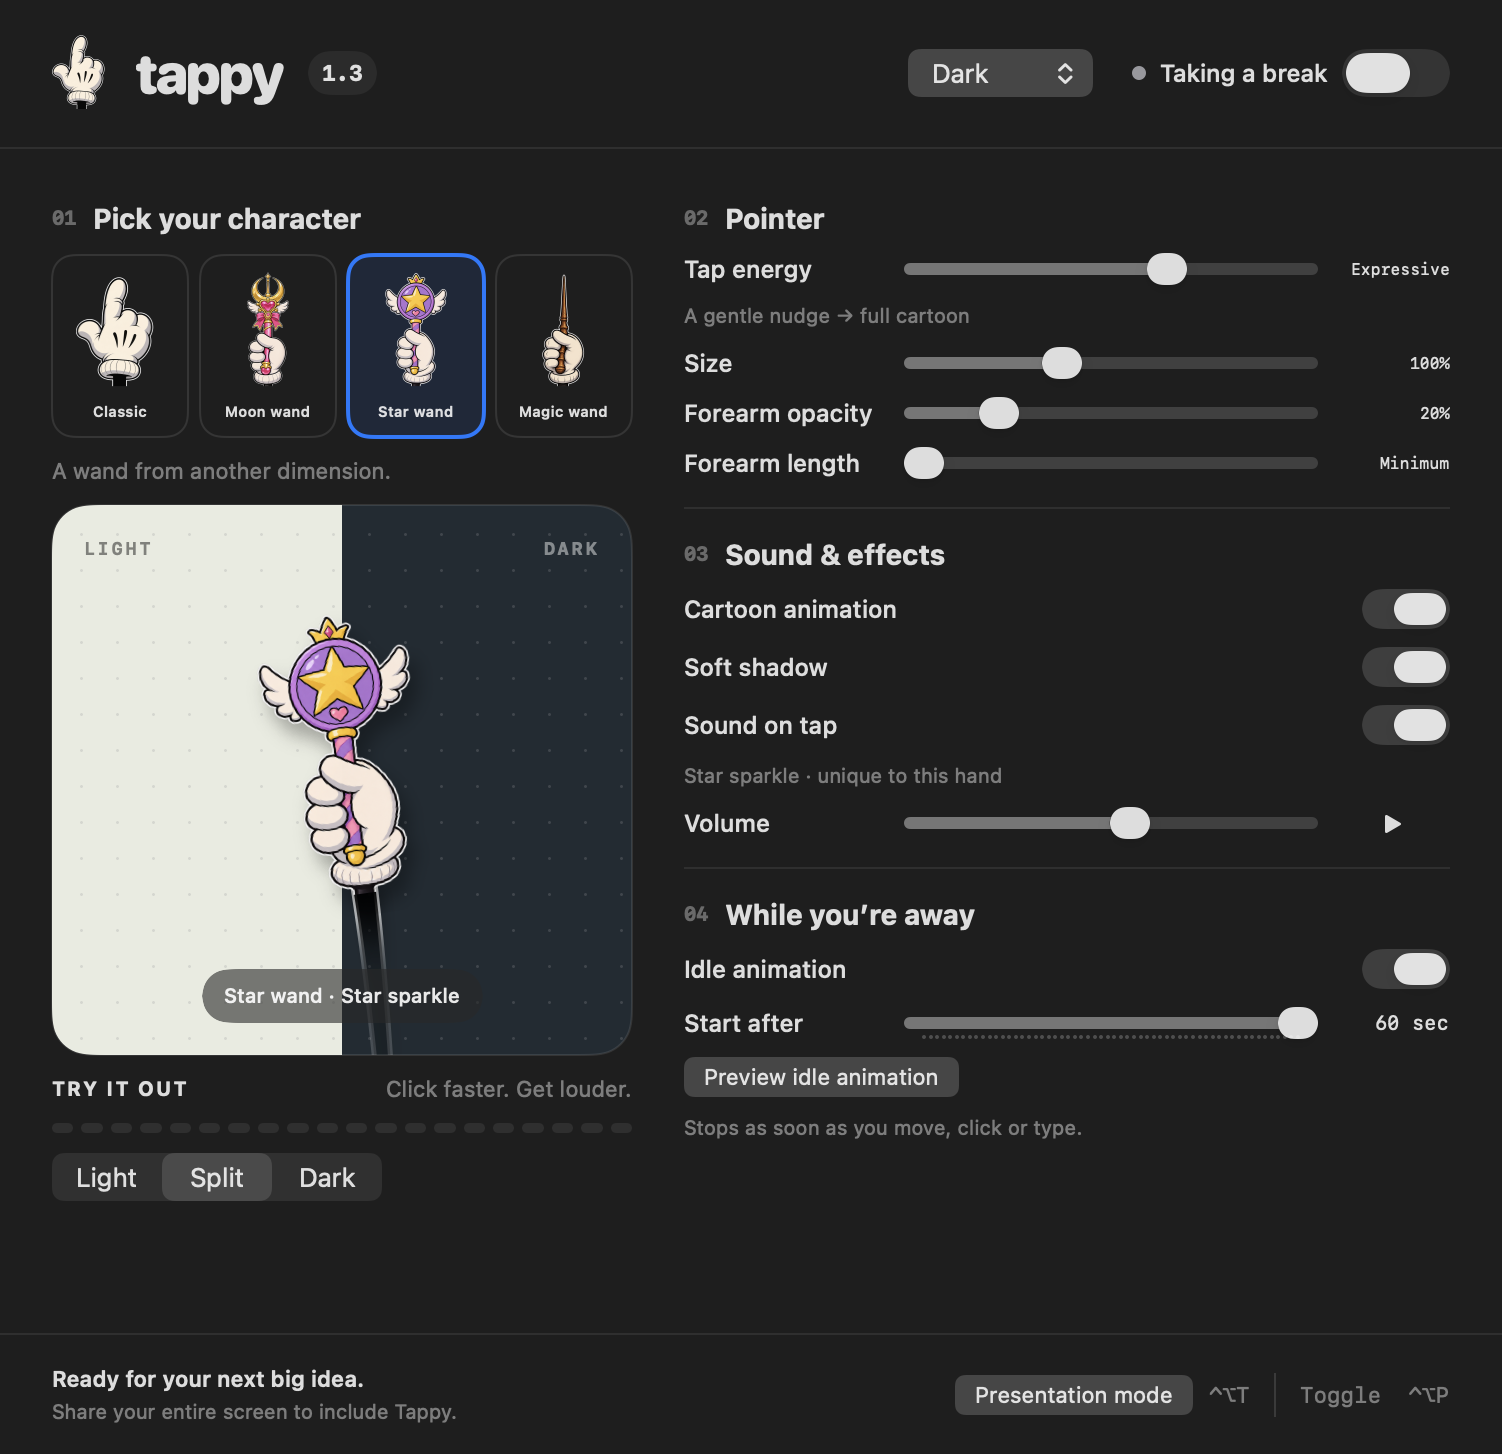 tappy 1.3
Dark
Taking a break
01 Pick your character
Classic
Moon wand
Star wand
Magic wand
A wand from another dimension.
LIGHT
DARK
Star wand · Star sparkle
TRY IT OUT
Click faster. Get louder.
Light
Split
Dark
02 Pointer
Tap energy
Expressive
A gentle nudge → full cartoon
Size
100%
Forearm opacity
20%
Forearm length
Minimum
03 Sound & effects
Cartoon animation
Soft shadow
Sound on tap
Star sparkle · unique to this hand
Volume
04 While you’re away
Idle animation
Start after
60 sec
Preview idle animation
Stops as soon as you move, click or type.
Ready for your next big idea.
Share your entire screen to include Tappy.
Presentation mode
^⌥T
Toggle
^⌥P